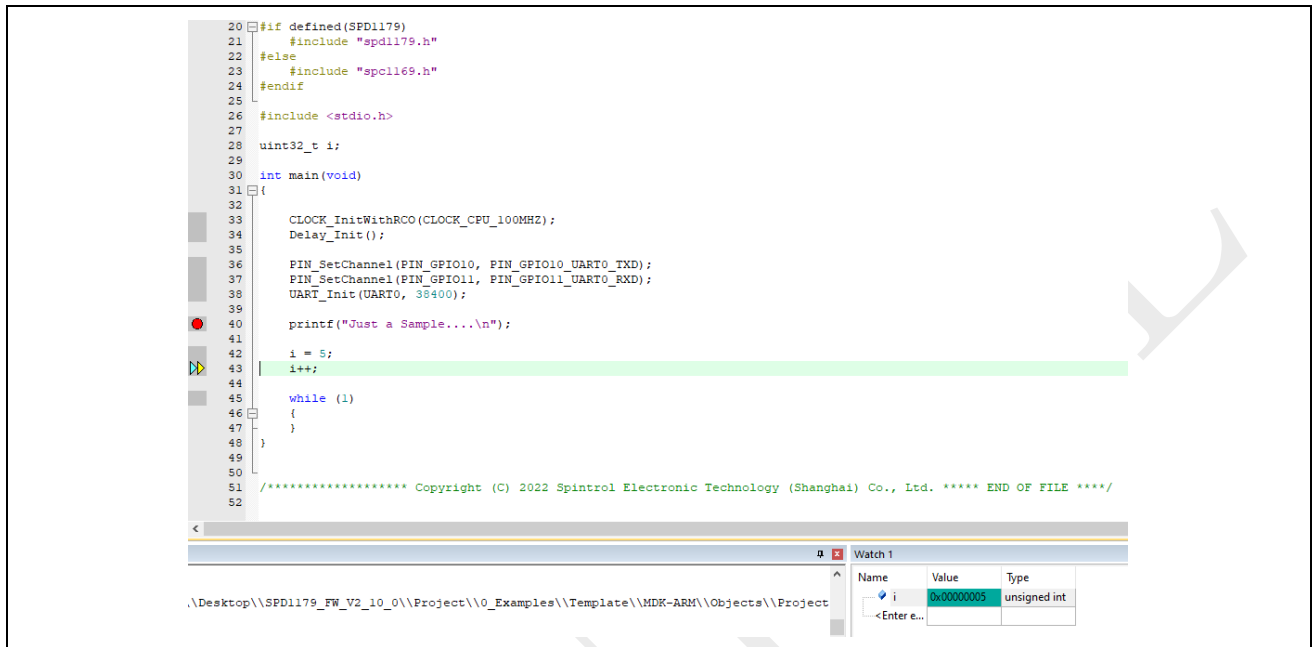 20 #if defined(SPD1179)
21 #include "spd1179.h"
22 #else
23 #include "spc1169.h"
24 #endif
25
26 #include <stdio.h>
27
28 uint32_t i;
29
30 int main(void)
31 {
32
33 CLOCK_InitWithRCO(CLOCK_CPU_100MHZ);
34 Delay_Init();
35
36 PIN_SetChannel(PIN_GPIO10, PIN_GPIO10_UART0_TXD);
37 PIN_SetChannel(PIN_GPIO11, PIN_GPIO11_UART0_RXD);
38 UART_Init(UART0, 38400);
39
40 printf("Just a Sample....\n");
41
42 i = 5;
43 i++;
44
45 while (1)
46 {
47 }
48 }
49
50
51 /******************* Copyright (C) 2022 Spintrol Electronic Technology (Shanghai) Co., Ltd. ***** END OF FILE ****/
52
Watch 1
Name Value Type
i 0x00000005 unsigned int
<Enter e...
.\Desktop\\SPD1179_FW_V2_10_0\\Project\\0_Examples\\Template\\MDK-ARM\\Objects\\Project